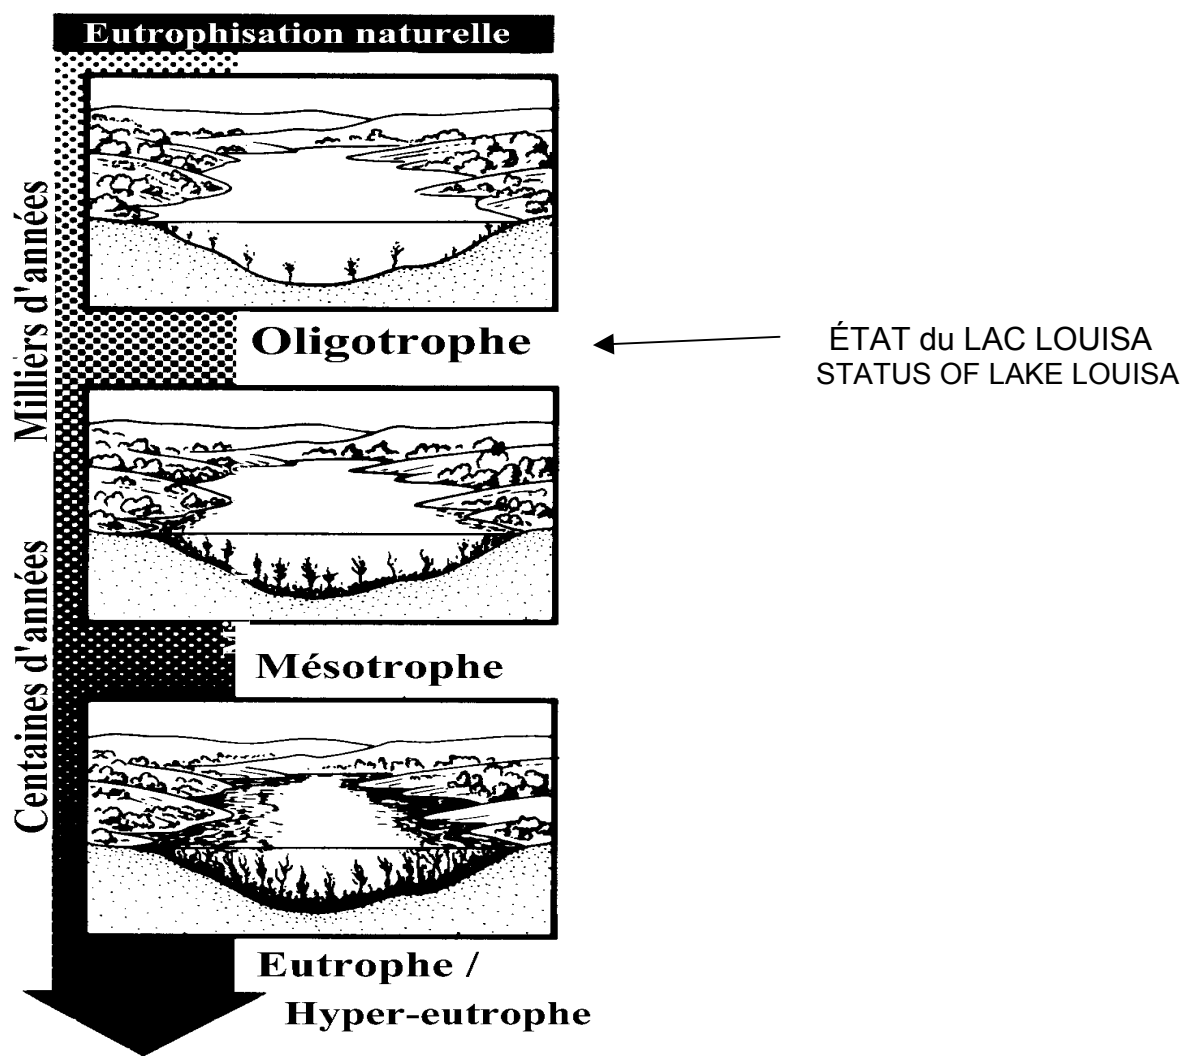 Eutrophisation naturelle
Milliers d'années
Oligotrophe
ÉTAT du LAC LOUISA
STATUS OF LAKE LOUISA
Centaines d'années
Mésotrophe
Eutrophe /
Hyper-eutrophe